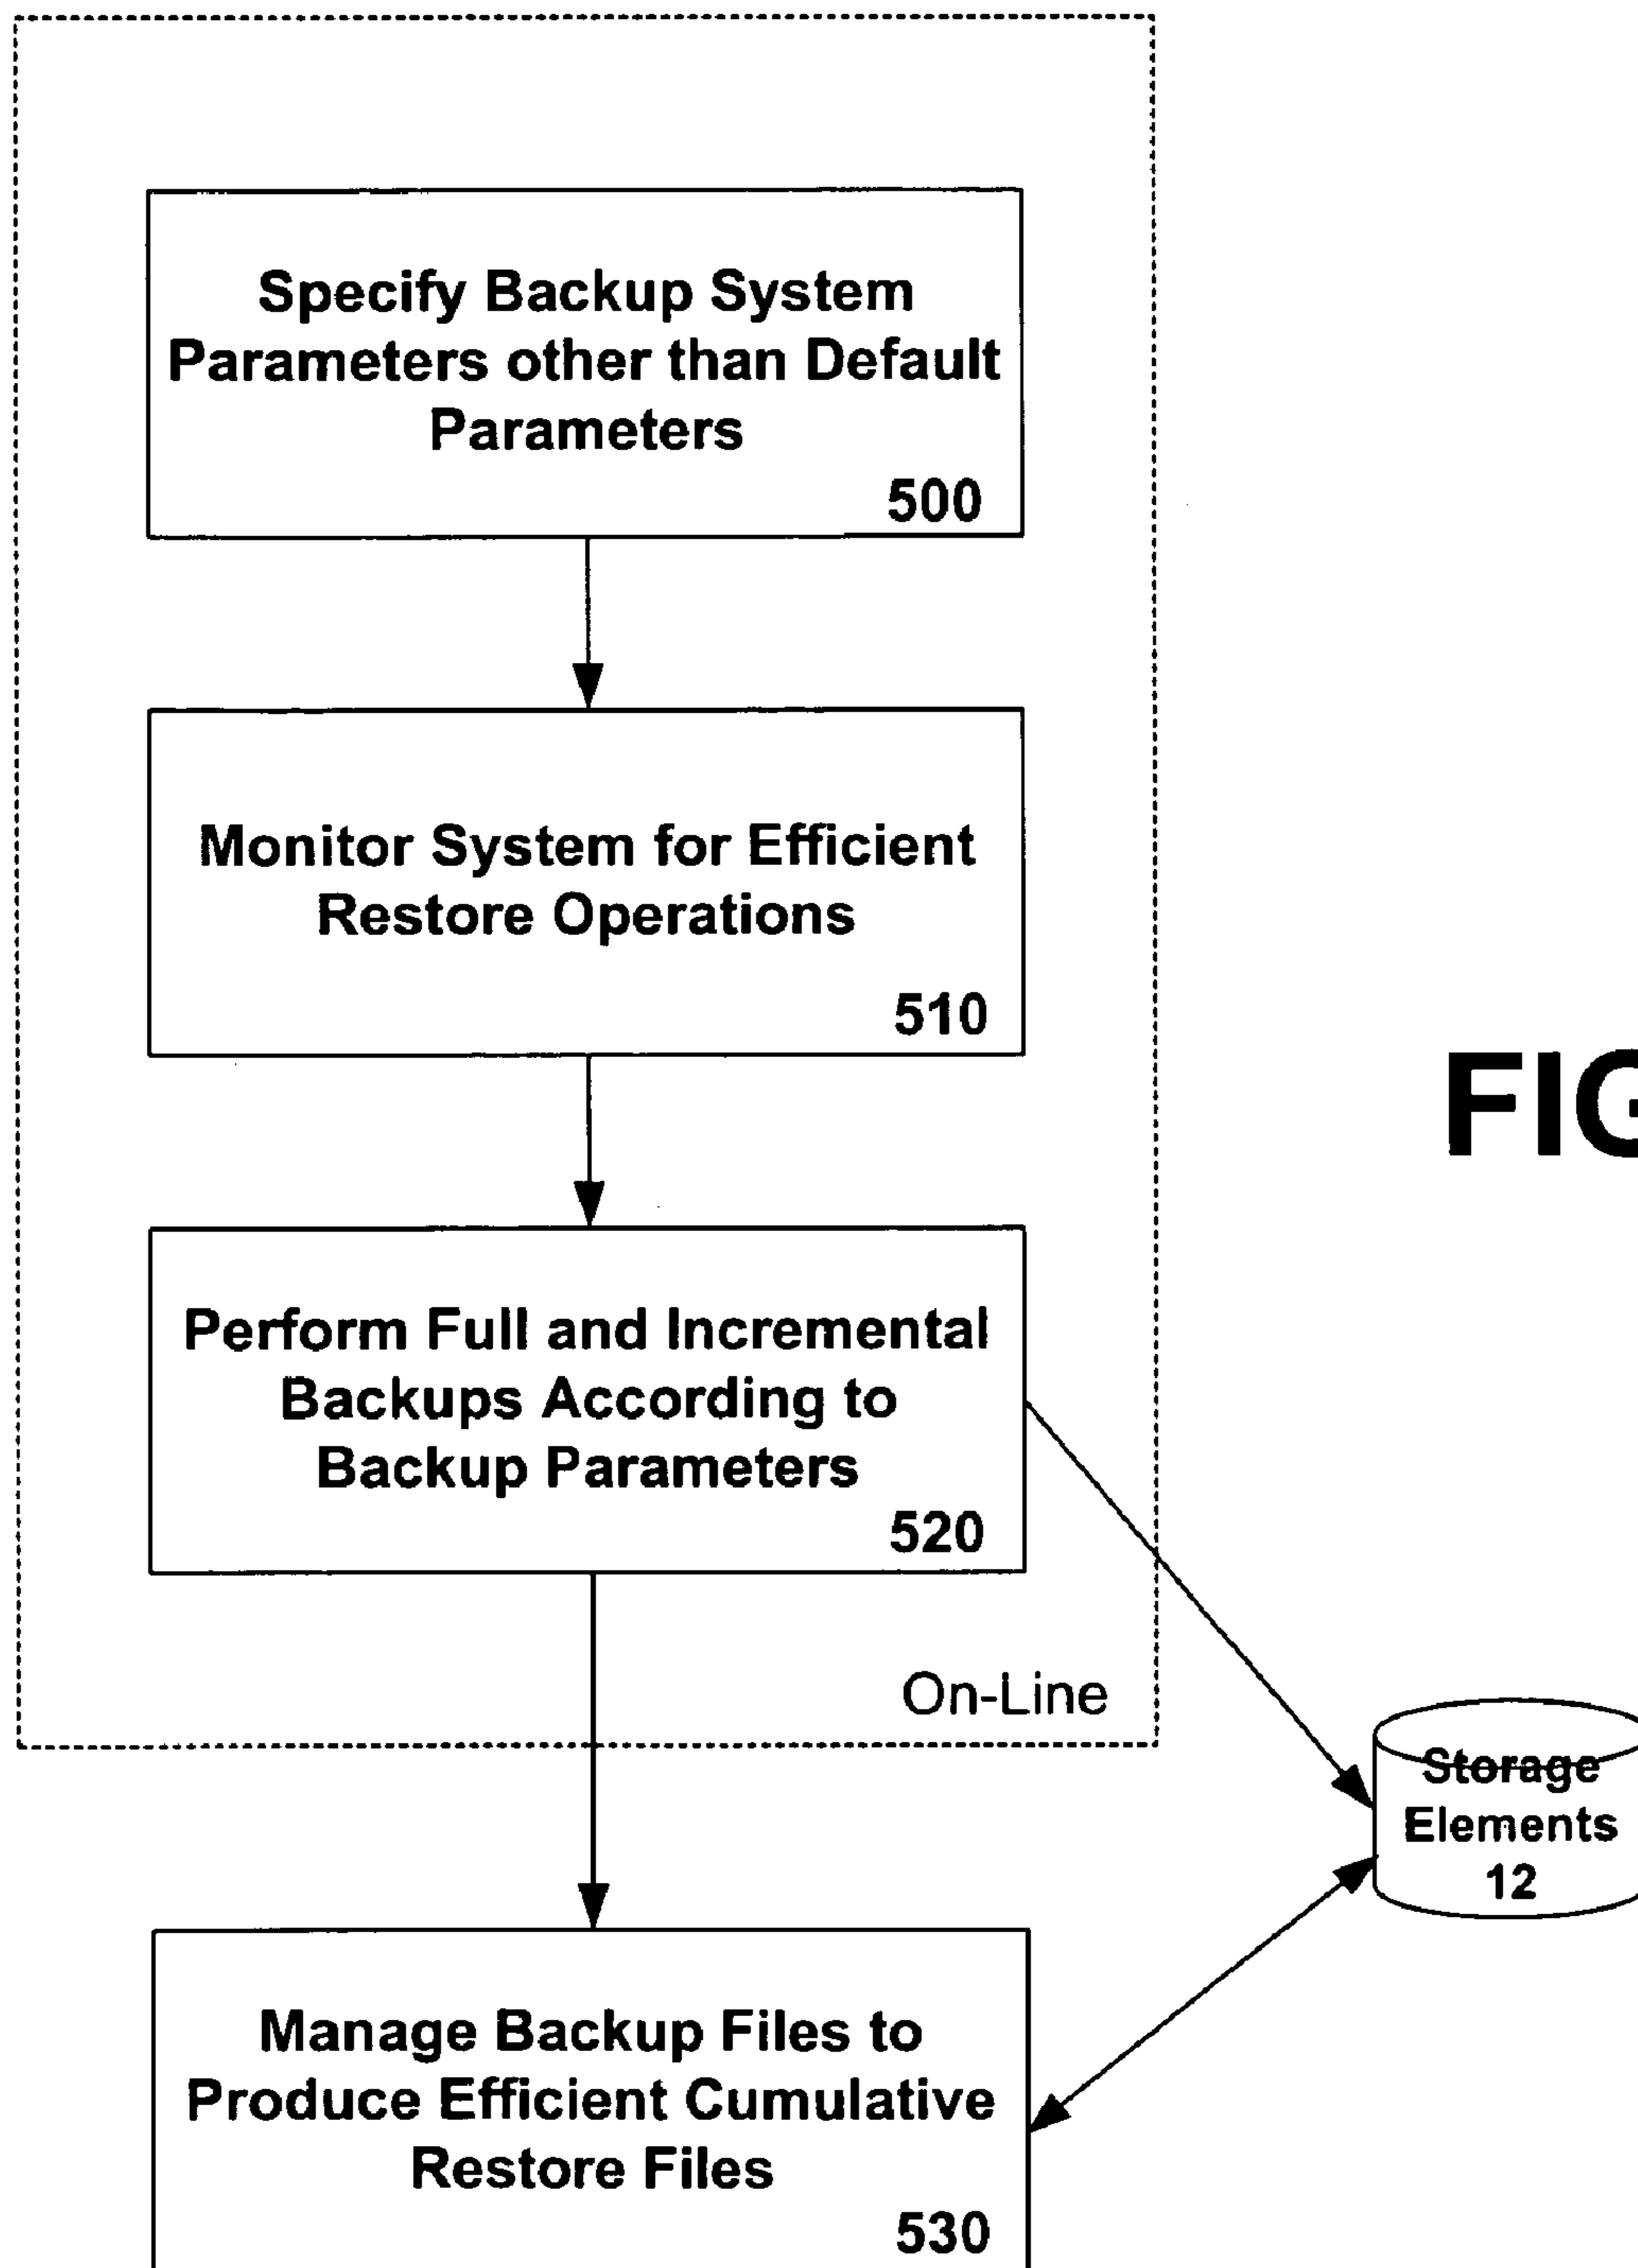 Specify Backup System
Parameters other than Default
Parameters
500
Monitor System for Efficient
Restore Operations
510
FIG
Perform Full and Incremental
Backups According to
Backup Parameters
520
On-Line
Storage
Elements
12
Manage Backup Files to
Produce Efficient Cumulative
Restore Files
530